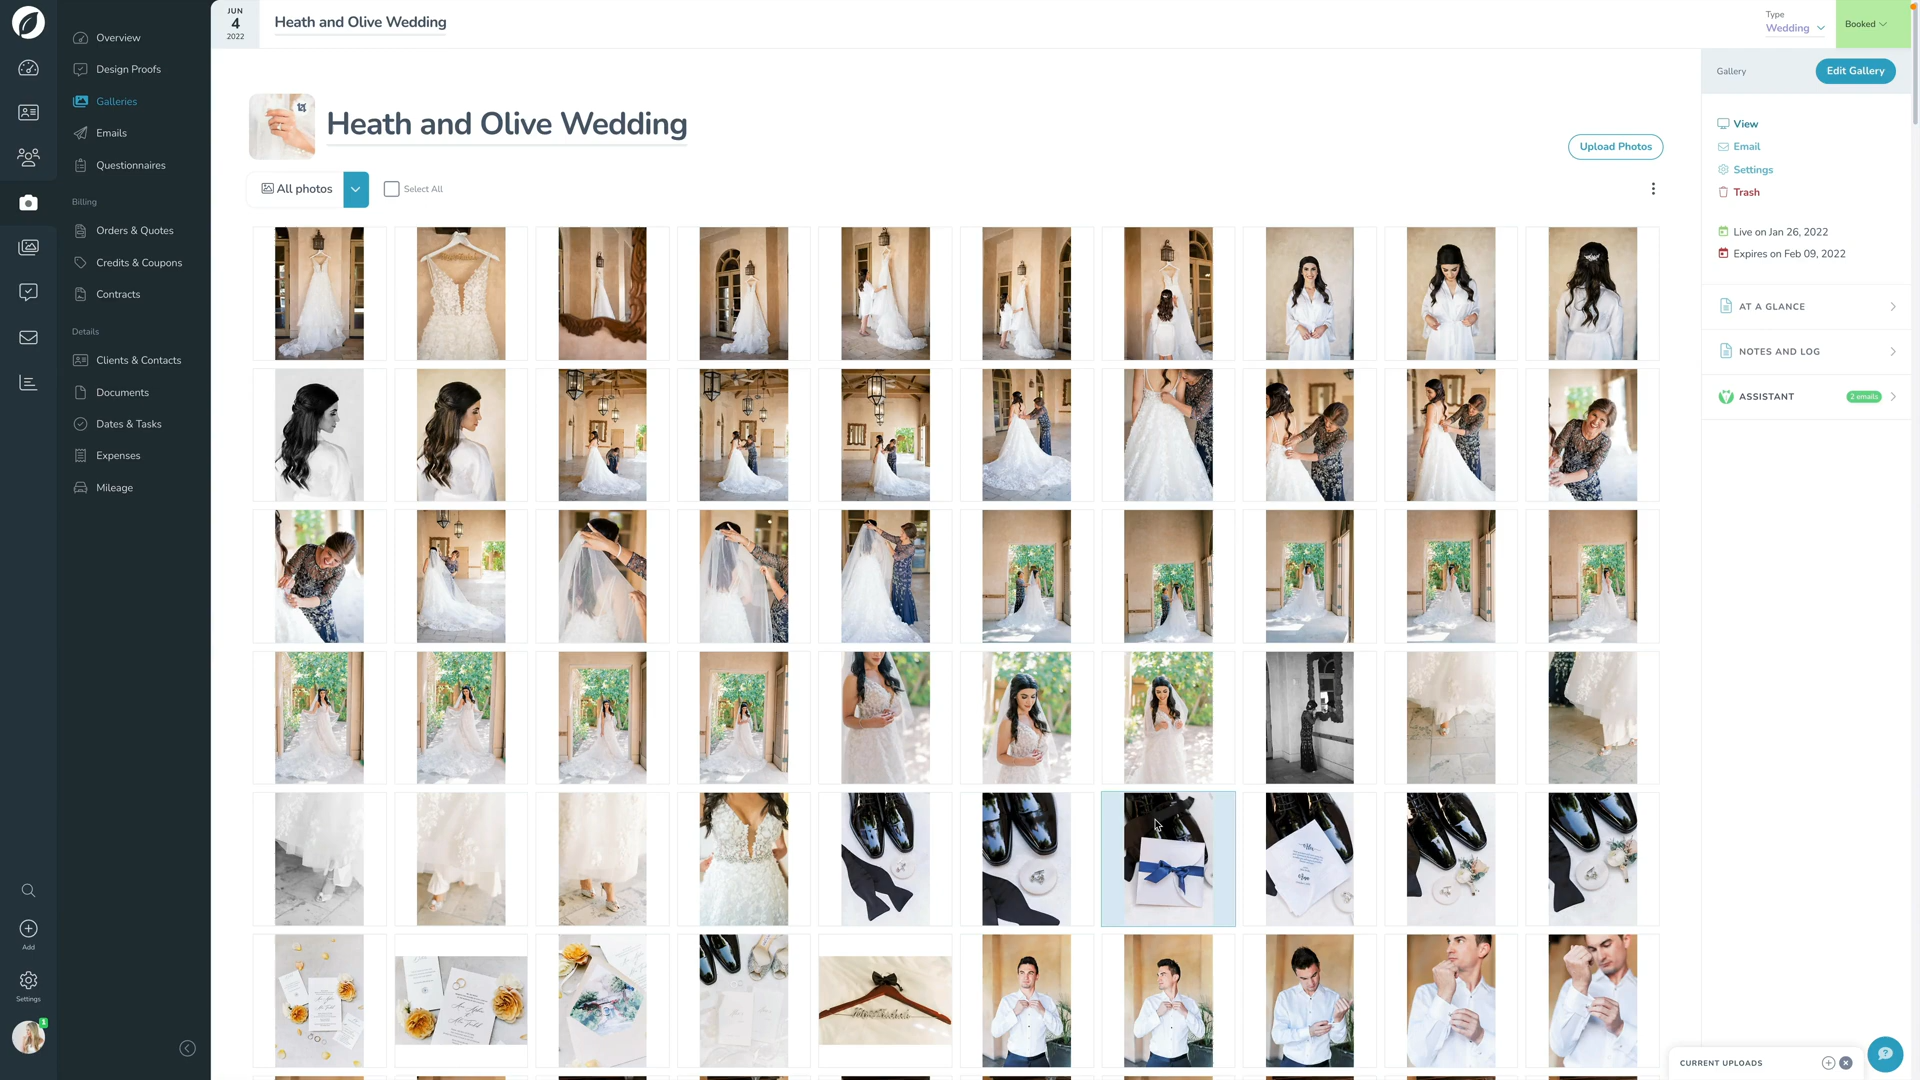 JUN
4
2022
Heath and Olive Wedding
Type
Wedding
Booked
Overview
Design Proofs
Galleries
Emails
Questionnaires
Billing
Orders & Quotes
Credits & Coupons
Contracts
Details
Clients & Contacts
Documents
Dates & Tasks
Expenses
Mileage
Add
Settings
1
Heath and Olive Wedding
Upload Photos
All photos
Select All
Gallery
Edit Gallery
View
Email
Settings
Trash
Live on Jan 26, 2022
Expires on Feb 09, 2022
AT A GLANCE
NOTES AND LOG
ASSISTANT
2 emails
CURRENT UPLOADS